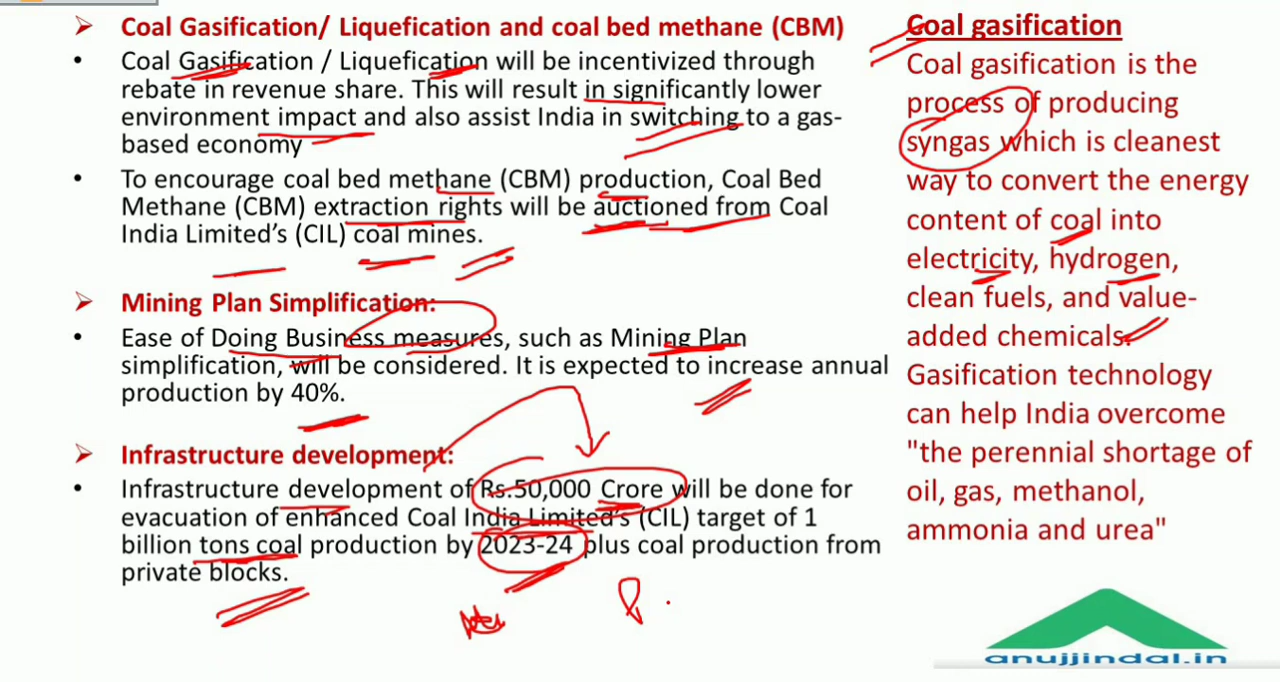 Coal Gasification/ Liquefication and coal bed methane (CBM)
Coal Gasification / Liquefication will be incentivized through
rebate in revenue share. This will result in significantly lower
environment impact and also assist India in switching to a gas-
based economy
To encourage coal bed methane (CBM) production, Coal Bed
Methane (CBM) extraction rights will be auctioned from Coal
India Limited's (CIL) coal mines.
Mining Plan Simplification:
Ease of Doing Business measures, such as Mining Plan
simplification, will be considered. It is expected to increase annual
production by 40%.
Infrastructure development:
Infrastructure development of Rs.50,000 Crore will be done for
evacuation of enhanced Coal India Limited's (CIL) target of 1
billion tons coal production by 2023-24 plus coal production from
private blocks.
Coal gasification
Coal gasification is the
process of producing
syngas which is cleanest
way to convert the energy
content of coal into
electricity, hydrogen,
clean fuels, and value-
added chemicals.
Gasification technology
can help India overcome
"the perennial shortage of
oil, gas, methanol,
ammonia and urea"
anujjindal.in